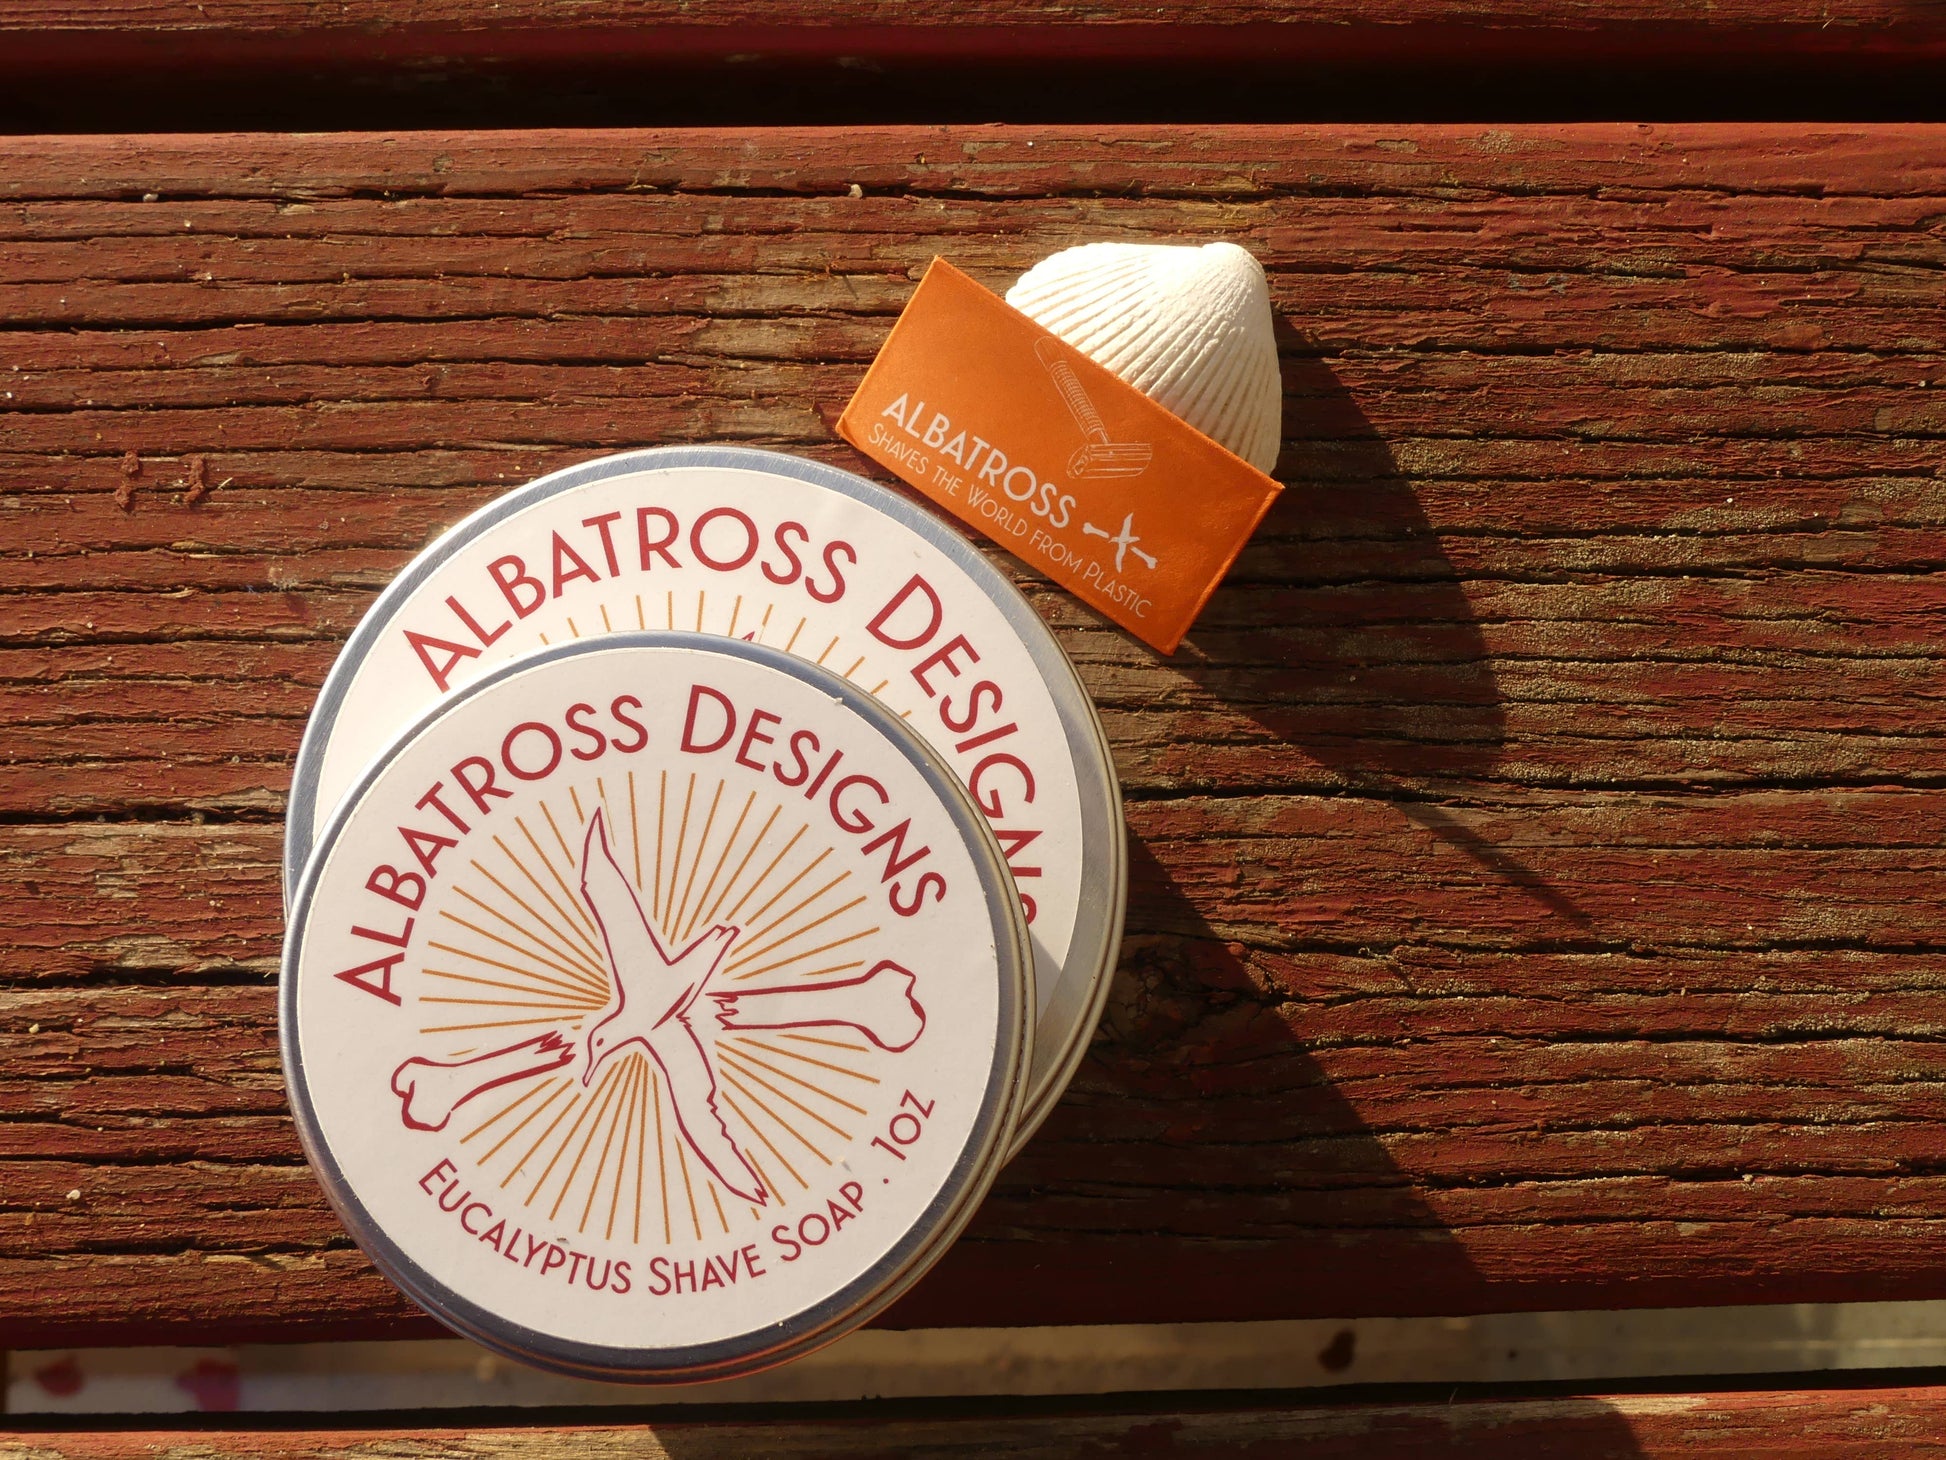 ALBATROSS
SHAVES THE WORLD FROM PLASTIC
ALBATROSS DESIGNS
ALBATROSS DESIGNS
EUCALYPTUS SHAVE SOAP . 1OZ